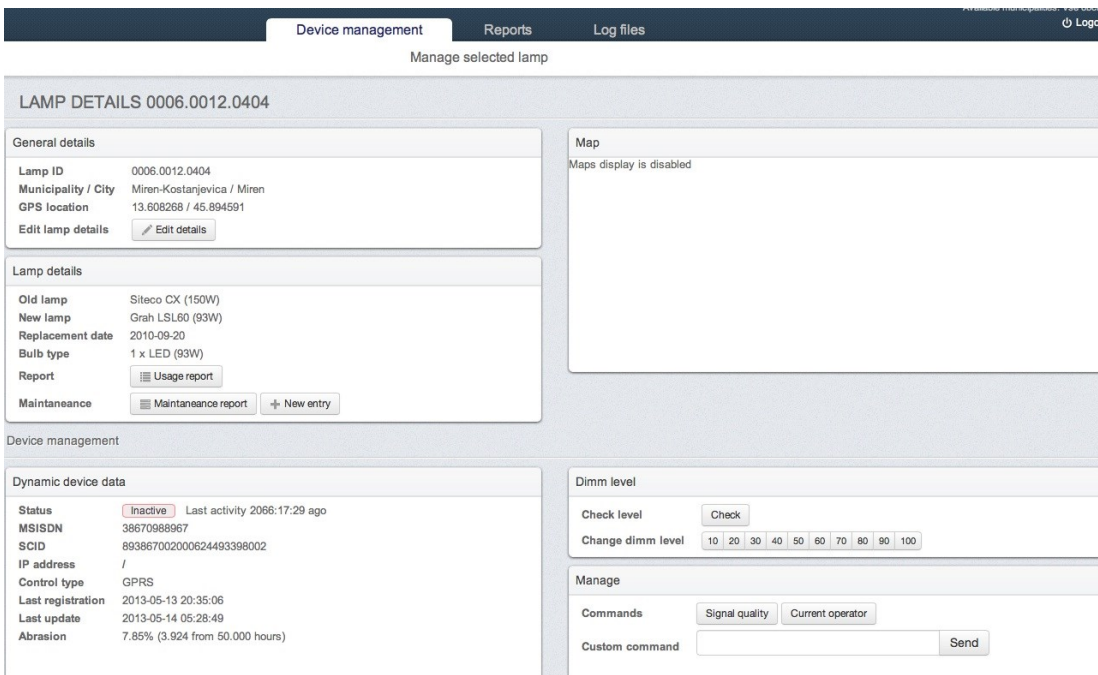 Device management
Reports
Log files
Manage selected lamp
LAMP DETAILS 0006.0012.0404
General details
Lamp ID 0006.0012.0404
Municipality / City Miren-Kostanjevica / Miren
GPS location 13.608268 / 45.894591
Edit lamp details Edit details
Map
Maps display is disabled
Lamp details
Old lamp Siteco CX (150W)
New lamp Grah LSL60 (93W)
Replacement date 2010-09-20
Bulb type 1 x LED (93W)
Report Usage report
Maintaneance Maintaneance report New entry
Device management
Dynamic device data
Status Inactive Last activity 2066:17:29 ago
MSISDN 38670988967
SCID 893867002000624493398002
IP address /
Control type GPRS
Last registration 2013-05-13 20:35:06
Last update 2013-05-14 05:28:49
Abrasion 7.85% (3.924 from 50.000 hours)
Dimm level
Check level Check
Change dimm level 10 20 30 40 50 60 70 80 90 100
Manage
Commands Signal quality Current operator
Custom command Send